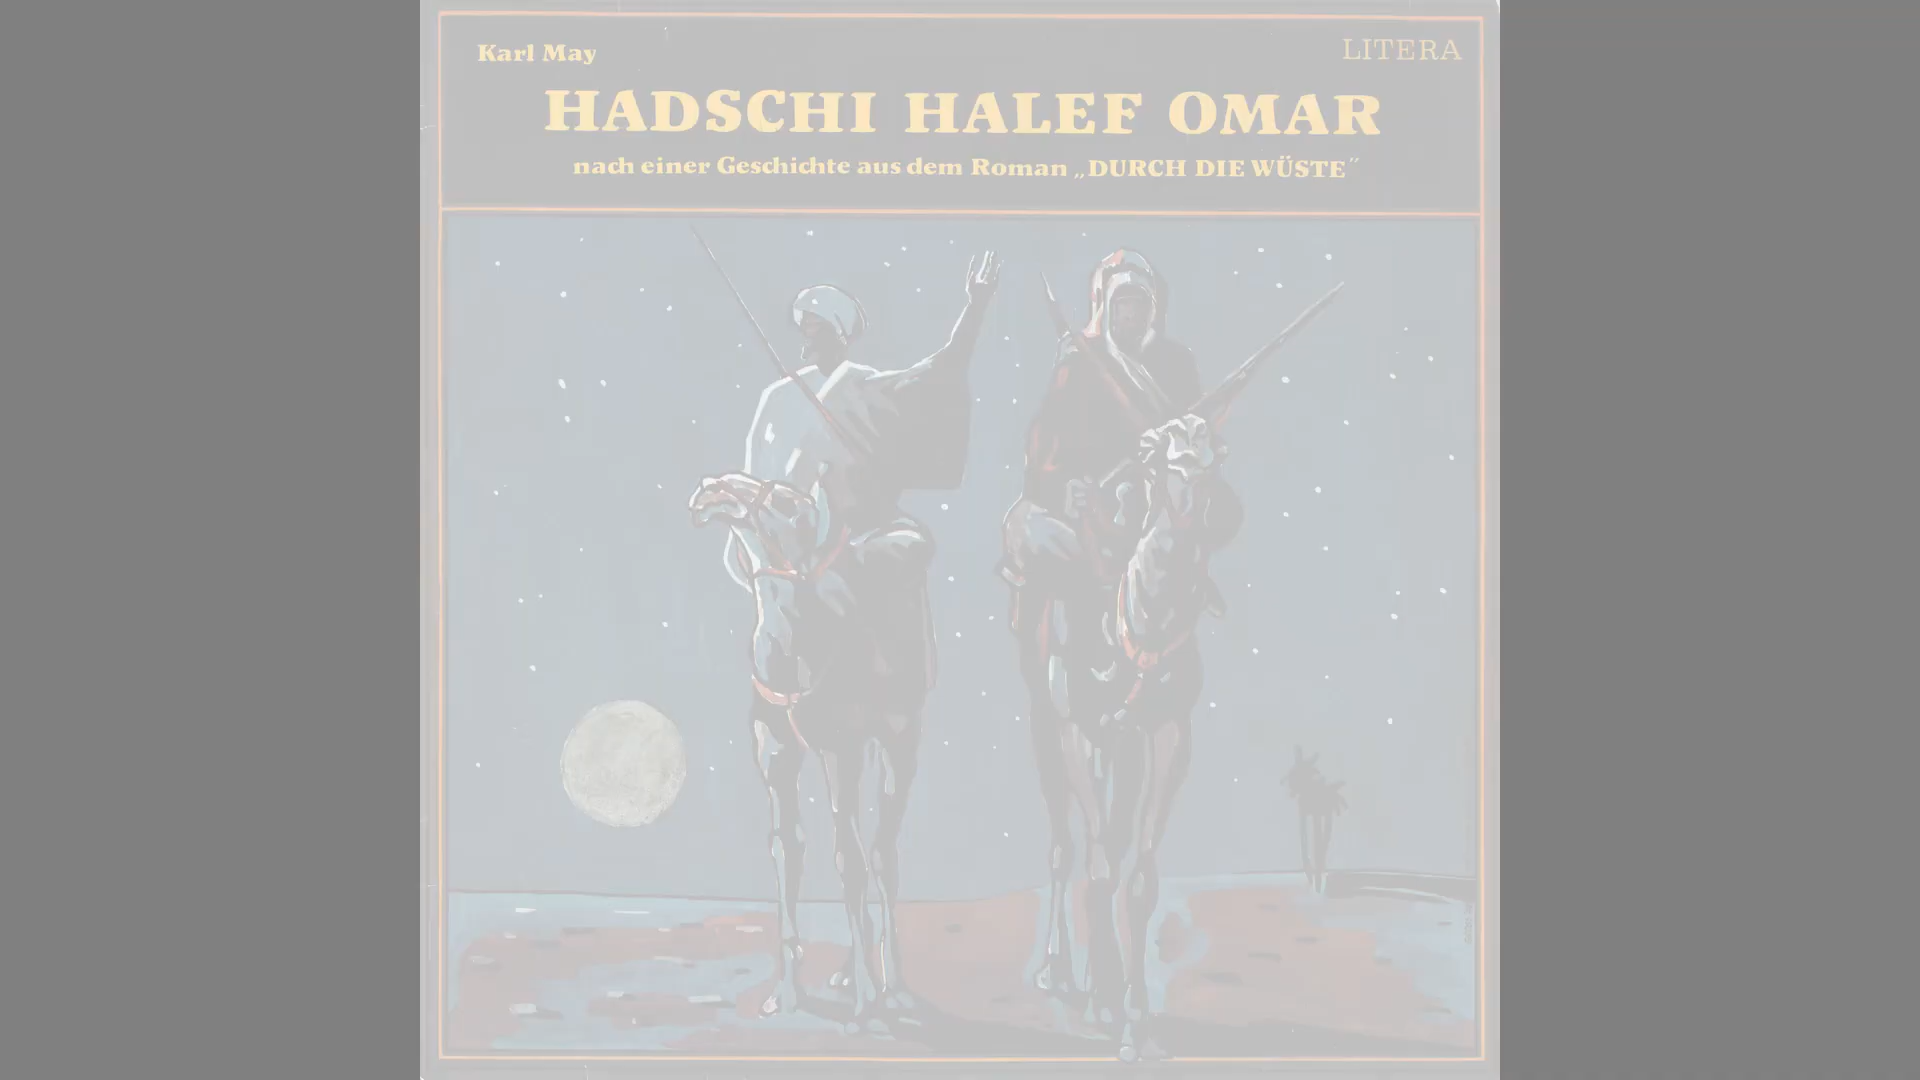 Karl May
LITERA
HADSCHI HALEF OMAR
nach einer Geschichte aus dem Roman „DURCH DIE WÜSTE"